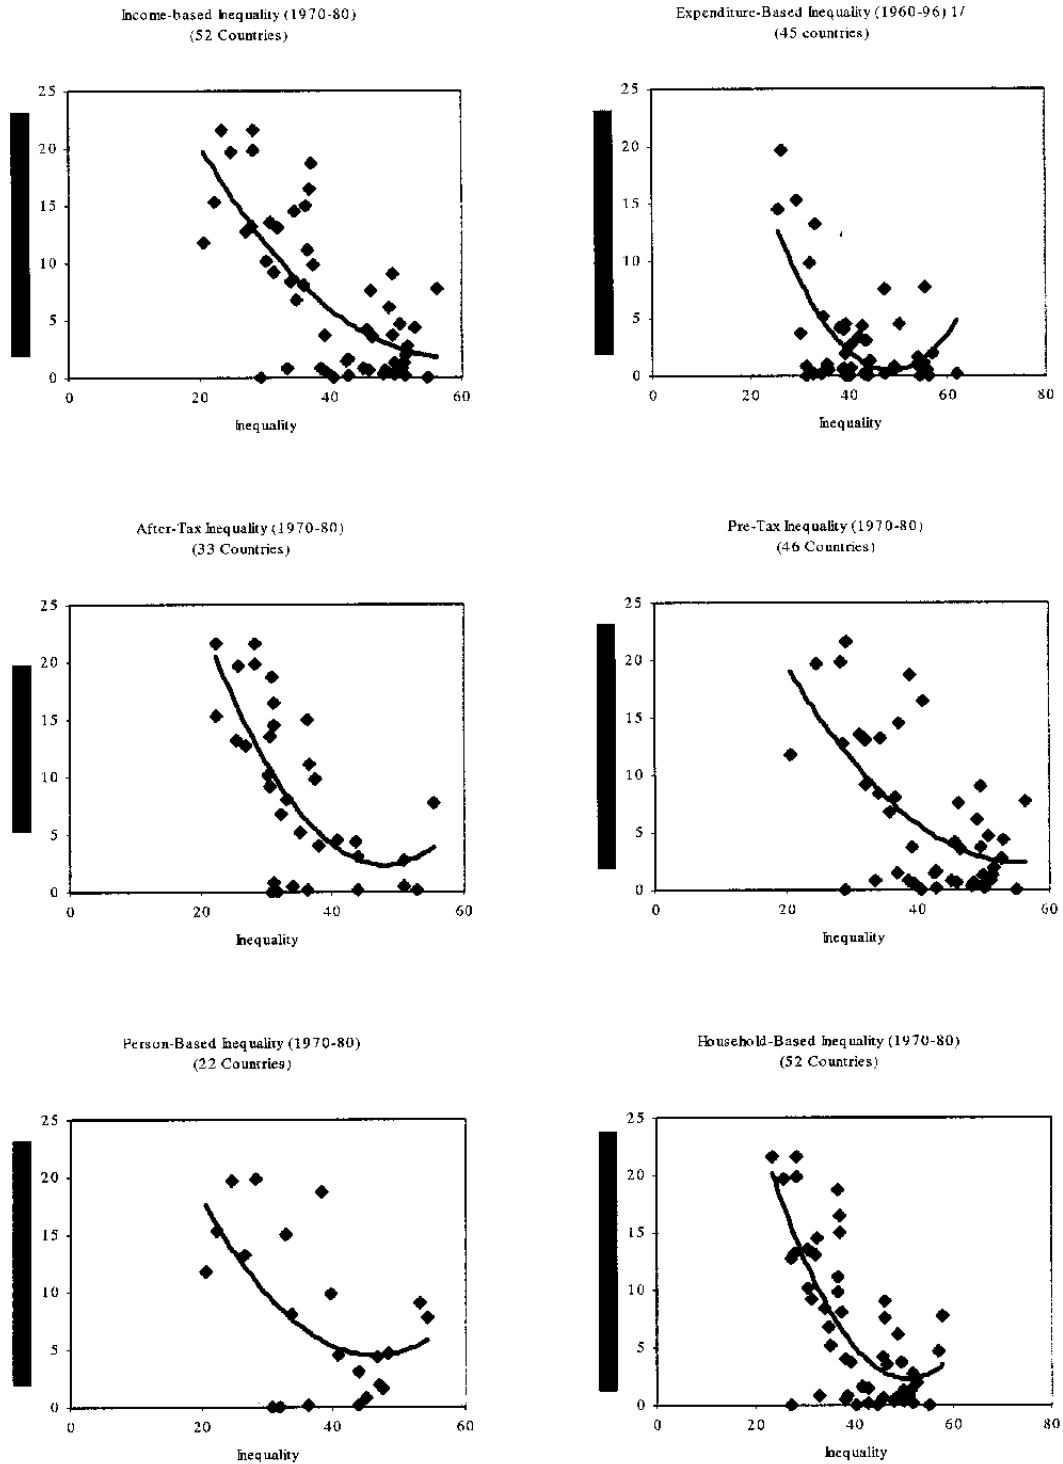 Income-based Inequality (1970-80)
(52 Countries)
25
20
15
10
5
0
0 20 40 60
Inequality
Expenditure-Based Inequality (1960-96) 1/
(45 countries)
25
20
15
10
5
0
0 20 40 60 80
Inequality
After-Tax Inequality (1970-80)
(33 Countries)
25
20
15
10
5
0
0 20 40 60
Inequality
Pre-Tax Inequality (1970-80)
(46 Countries)
25
20
15
10
5
0
0 20 40 60
Inequality
Person-Based Inequality (1970-80)
(22 Countries)
25
20
15
10
5
0
0 20 40 60
Inequality
Household-Based Inequality (1970-80)
(52 Countries)
25
20
15
10
5
0
0 20 40 60 80
Inequality